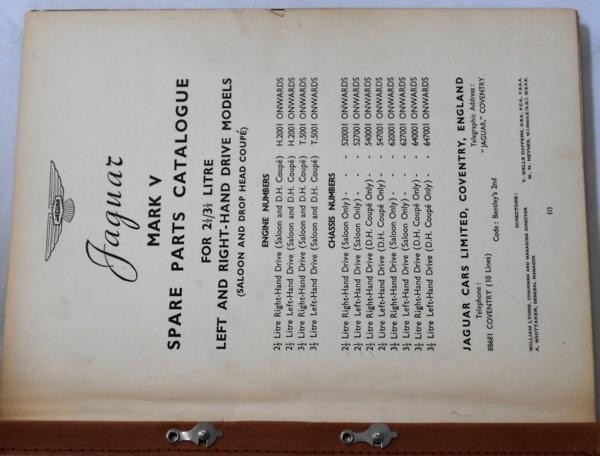 JAGUAR
Jaguar
MARK V
SPARE PARTS CATALOGUE
FOR 2½/3½ LITRE
LEFT AND RIGHT-HAND DRIVE MODELS
(SALOON AND DROP HEAD COUPÉ)
ENGINE NUMBERS
2½ Litre Right-Hand Drive (Saloon and D.H. Coupé) H.2001 ONWARDS
2½ Litre Left-Hand Drive (Saloon and D.H. Coupé) H.2001 ONWARDS
3½ Litre Right-Hand Drive (Saloon and D.H. Coupé) T.5001 ONWARDS
3½ Litre Left-Hand Drive (Saloon and D.H. Coupé) T.5001 ONWARDS
CHASSIS NUMBERS
2½ Litre Right-Hand Drive (Saloon Only) - - 520001 ONWARDS
2½ Litre Left-Hand Drive (Saloon Only) - - 527001 ONWARDS
2½ Litre Right-Hand Drive (D.H. Coupé Only) - - 540001 ONWARDS
2½ Litre Left-Hand Drive (D.H. Coupé Only) - - 547001 ONWARDS
3½ Litre Right-Hand Drive (Saloon Only) - - 620001 ONWARDS
3½ Litre Left-Hand Drive (Saloon Only) - - 627001 ONWARDS
3½ Litre Right-Hand Drive (D.H. Coupé Only) - - 640001 ONWARDS
3½ Litre Left-Hand Drive (D.H. Coupé Only) - - 647001 ONWARDS
JAGUAR CARS LIMITED, COVENTRY, ENGLAND
Telephone: Telegraphic Address:
88681 COVENTRY (10 Lines) "JAGUAR," COVENTRY
Code: Bentley's 2nd
DIRECTORS:
WILLIAM LYONS, CHAIRMAN AND MANAGING DIRECTOR T. WELLS DAFFERN, O.B.E.
A. WHITTAKER, GENERAL MANAGER W. M. HEYNES,